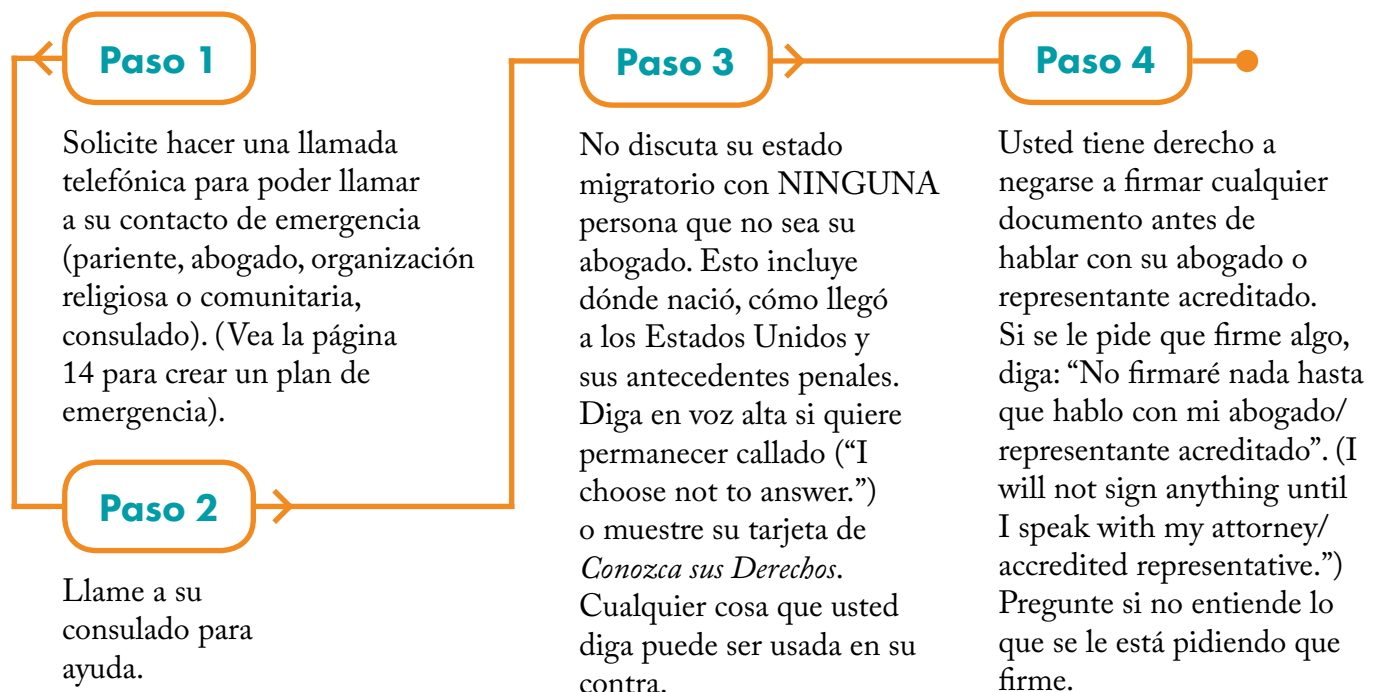 Paso 1
Solicite hacer una llamada
telefónica para poder llamar
a su contacto de emergencia
(pariente, abogado, organización
religiosa o comunitaria,
consulado). (Vea la página
14 para crear un plan de
emergencia).
Paso 2
Llame a su
consulado para
ayuda.
Paso 3
No discuta su estado
migratorio con NINGUNA
persona que no sea su
abogado. Esto incluye
dónde nació, cómo llegó
a los Estados Unidos y
sus antecedentes penales.
Diga en voz alta si quiere
permanecer callado (“I
choose not to answer.”)
o muestre su tarjeta de
Conozca sus Derechos.
Cualquier cosa que usted
diga puede ser usada en su
contra.
Paso 4
Usted tiene derecho a
negarse a firmar cualquier
documento antes de
hablar con su abogado o
representante acreditado.
Si se le pide que firme algo,
diga: “No firmaré nada hasta
que hablo con mi abogado/
representante acreditado”. (I
will not sign anything until
I speak with my attorney/
accredited representative.”)
Pregunte si no entiende lo
que se le está pidiendo que
firme.